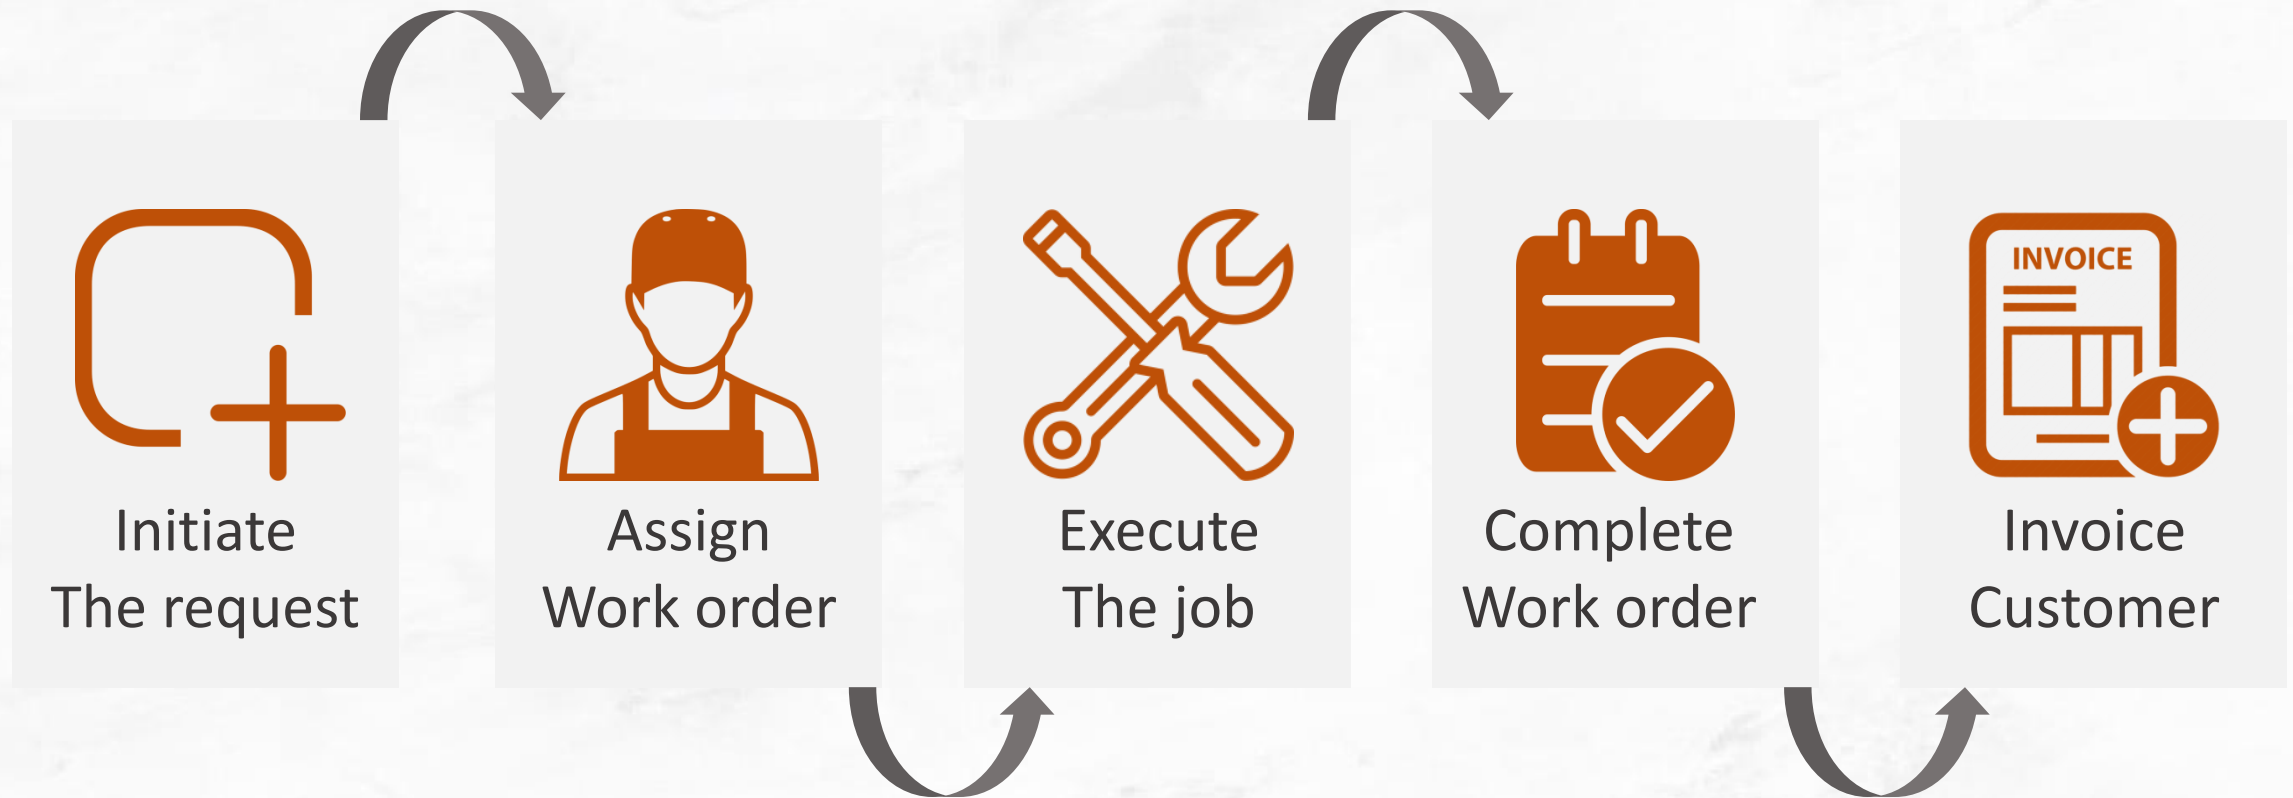 Initiate
The request
Assign
Work order
Execute
The job
Complete
Work order
INVOICE
Invoice
Customer